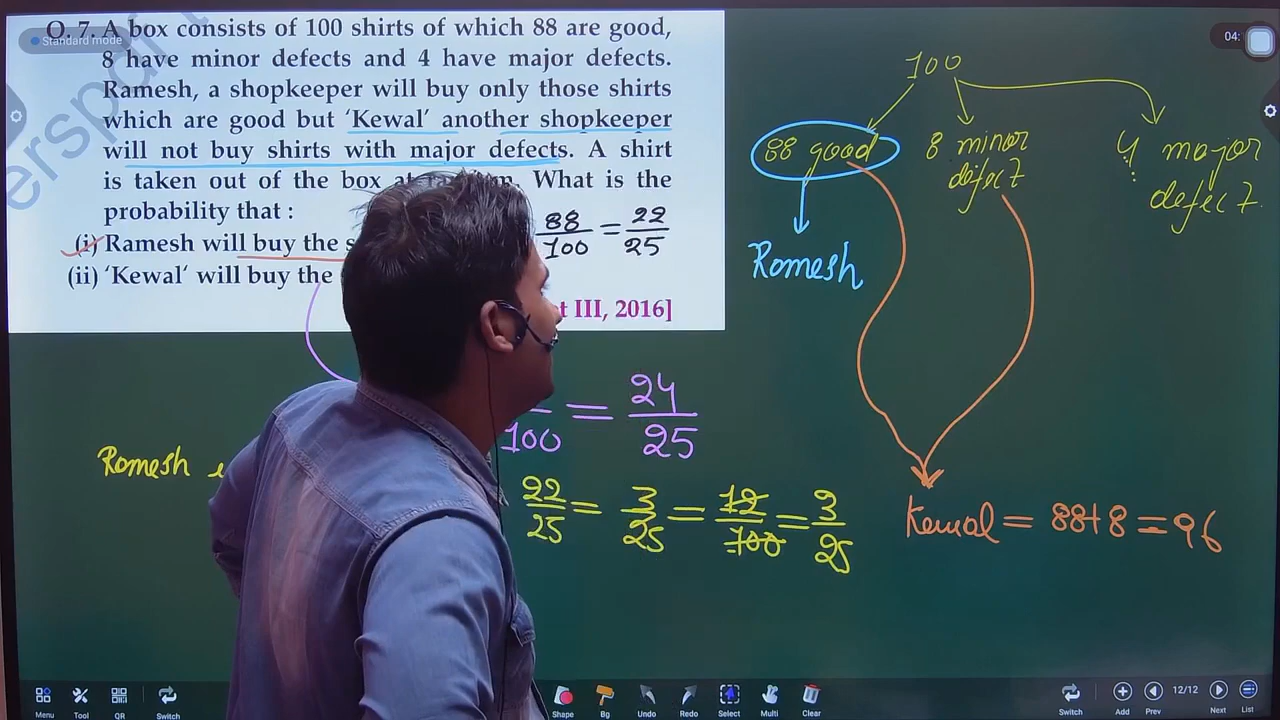 Q. 7. A box consists of 100 shirts of which 88 are good,
8 have minor defects and 4 have major defects.
Ramesh, a shopkeeper will buy only those shirts
which are good but 'Kewal' another shopkeeper
will not buy shirts with major defects. A shirt
is taken out of the box at What is the
probability that :
(i) Ramesh will buy the
88/100 = 22/25
(ii) 'Kewal' will buy the
III, 2016]
Standard mode
04:
100
88 good
8 minor defect
4 major defect
Romesh
100 = 24/25
Romesh
22/25 = 3/25 = 12/100 = 3/25
Kewal = 88+8 = 96
Menu
Tool
QR
Switch
Shape
Bg
Undo
Redo
Select
Multi
Clear
Switch
Add
Prev
12/12
Next
List